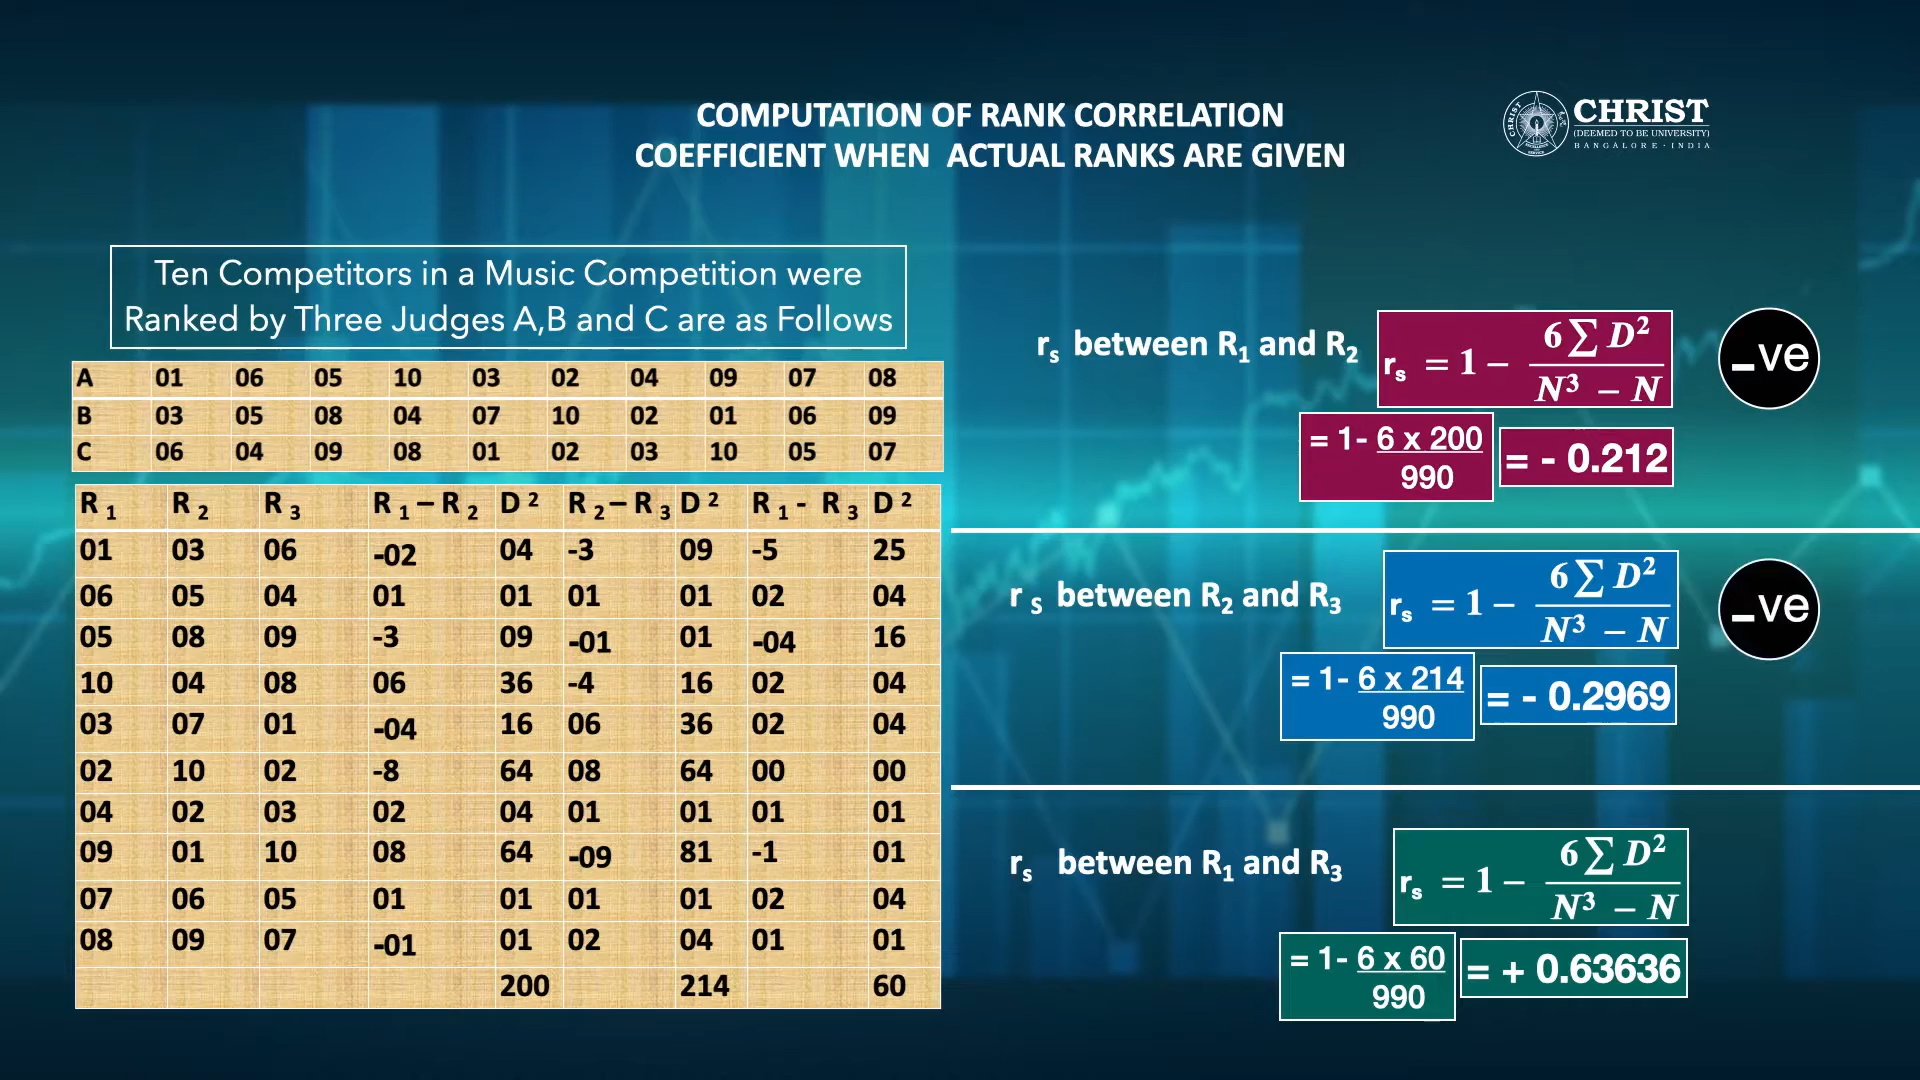 COMPUTATION OF RANK CORRELATION
COEFFICIENT WHEN ACTUAL RANKS ARE GIVEN
CHRIST
(DEEMED TO BE UNIVERSITY)
BANGALORE · INDIA
Ten Competitors in a Music Competition were
Ranked by Three Judges A,B and C are as Follows
A 01 06 05 10 03 02 04 09 07 08
B 03 05 08 04 07 10 02 01 06 09
C 06 04 09 08 01 02 03 10 05 07
R₁ R₂ R₃ R₁ – R₂ D² R₂ – R₃ D² R₁ - R₃ D²
01 03 06 -02 04 -3 09 -5 25
06 05 04 01 01 01 01 02 04
05 08 09 -3 09 -01 01 -04 16
10 04 08 06 36 -4 16 02 04
03 07 01 -04 16 06 36 02 04
02 10 02 -8 64 08 64 00 00
04 02 03 02 04 01 01 01 01
09 01 10 08 64 -09 81 -1 01
07 06 05 01 01 01 01 02 04
08 09 07 -01 01 02 04 01 01
200 214 60
rₛ between R₁ and R₂
rₛ = 1 – 6 ∑ D² / N³ – N
–ve
= 1- 6 x 200 / 990
= - 0.212
r S between R₂ and R₃
rₛ = 1 – 6 ∑ D² / N³ – N
–ve
= 1- 6 x 214 / 990
= - 0.2969
rₛ between R₁ and R₃
rₛ = 1 – 6 ∑ D² / N³ – N
= 1- 6 x 60 / 990
= + 0.63636